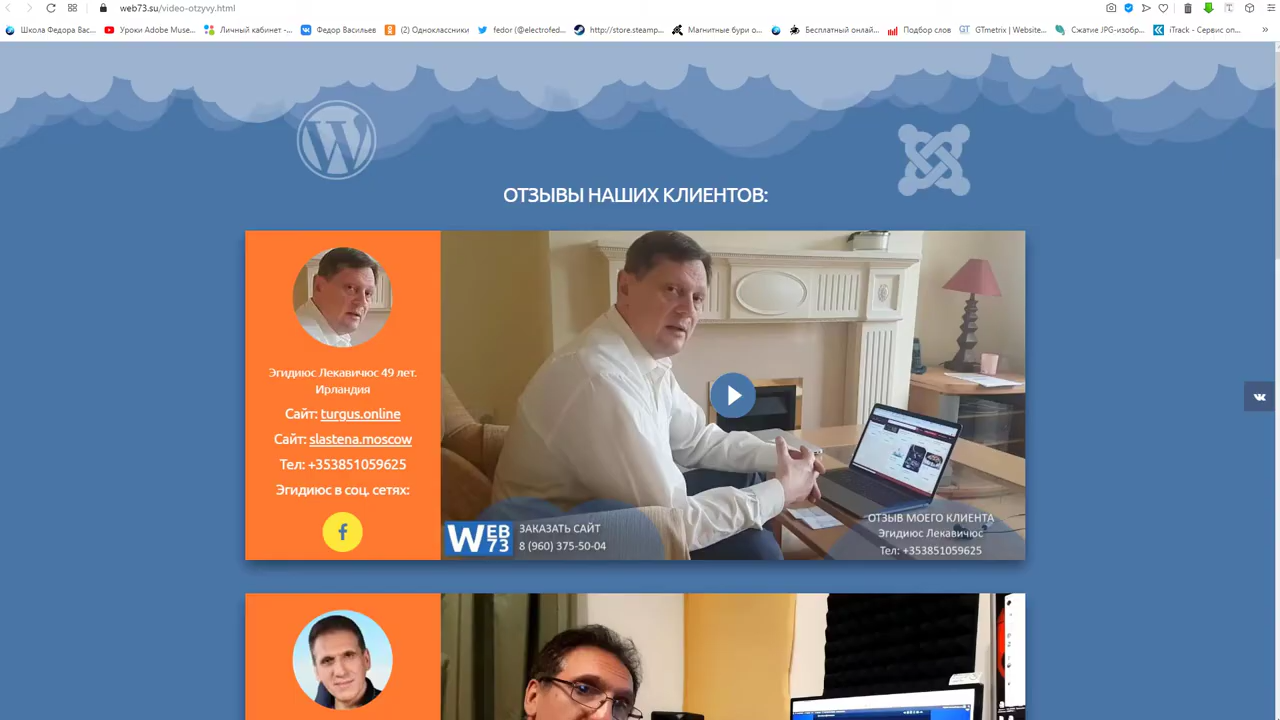 web73.su/video-otzyvy.html
Школа Федора Вас...
Уроки Adobe Muse...
Личный кабинет -...
Федор Васильев
(2) Одноклассники
fedor (@electrofed...
http://store.steamp...
Магнитные бури о...
Бесплатный онлай...
Подбор слов
GTmetrix | Website...
Сжатие JPG-изобр...
iTrack - Сервис оп...
ОТЗЫВЫ НАШИХ КЛИЕНТОВ:
Эгидиюс Лекавичюс 49 лет.
Ирландия
Сайт: turgus.online
Сайт: slastena.moscow
Тел: +353851059625
Эгидиюс в соц. сетях:
WEB
73
ЗАКАЗАТЬ САЙТ
8 (960) 375-50-04
ОТЗЫВ МОЕГО КЛИЕНТА
Эгидиюс Лекавичюс
Тел: +353851059625